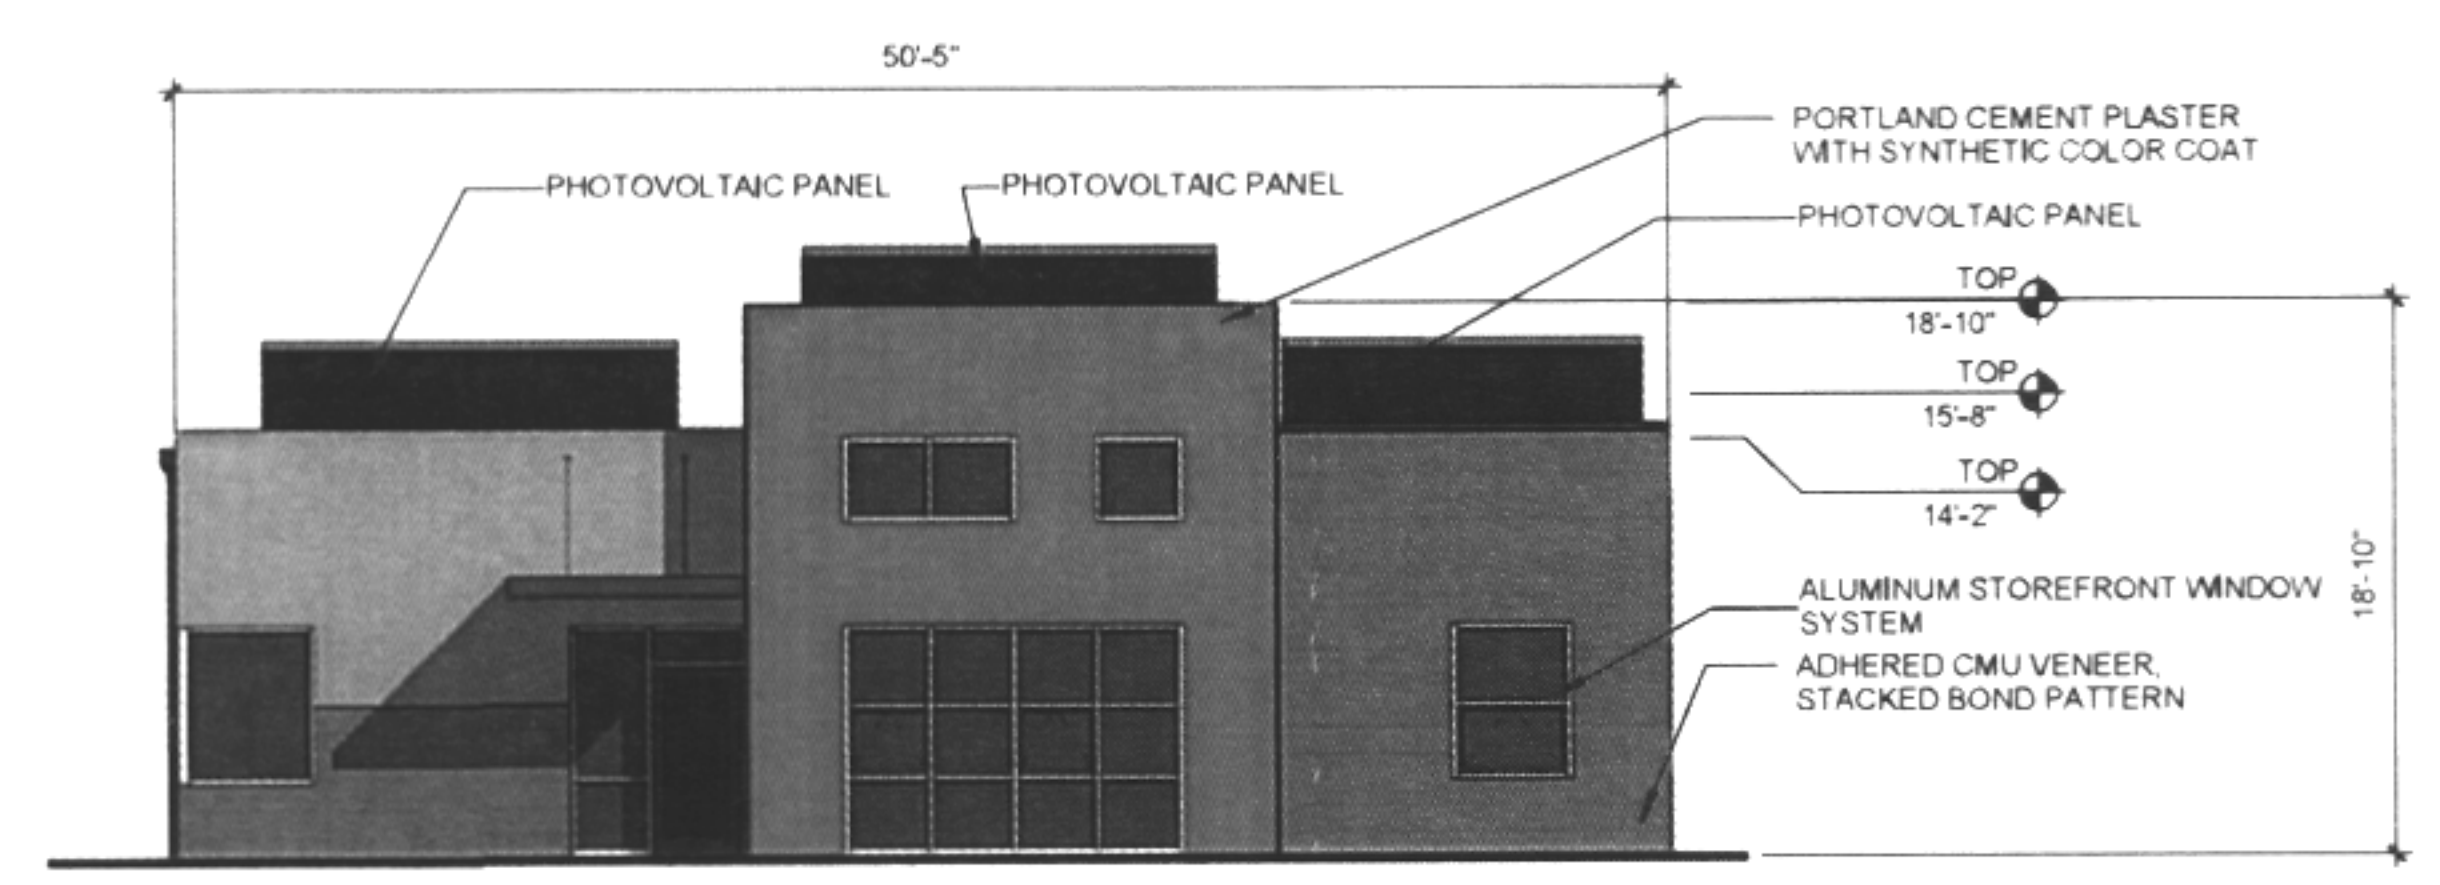 50'-5"
PORTLAND CEMENT PLASTER
WITH SYNTHETIC COLOR COAT
PHOTOVOLTAIC PANEL
PHOTOVOLTAIC PANEL
PHOTOVOLTAIC PANEL
TOP
18'-10"
TOP
15'-8"
TOP
14'-2"
18'-10"
ALUMINUM STOREFRONT WINDOW
SYSTEM
ADHERED CMU VENEER,
STACKED BOND PATTERN